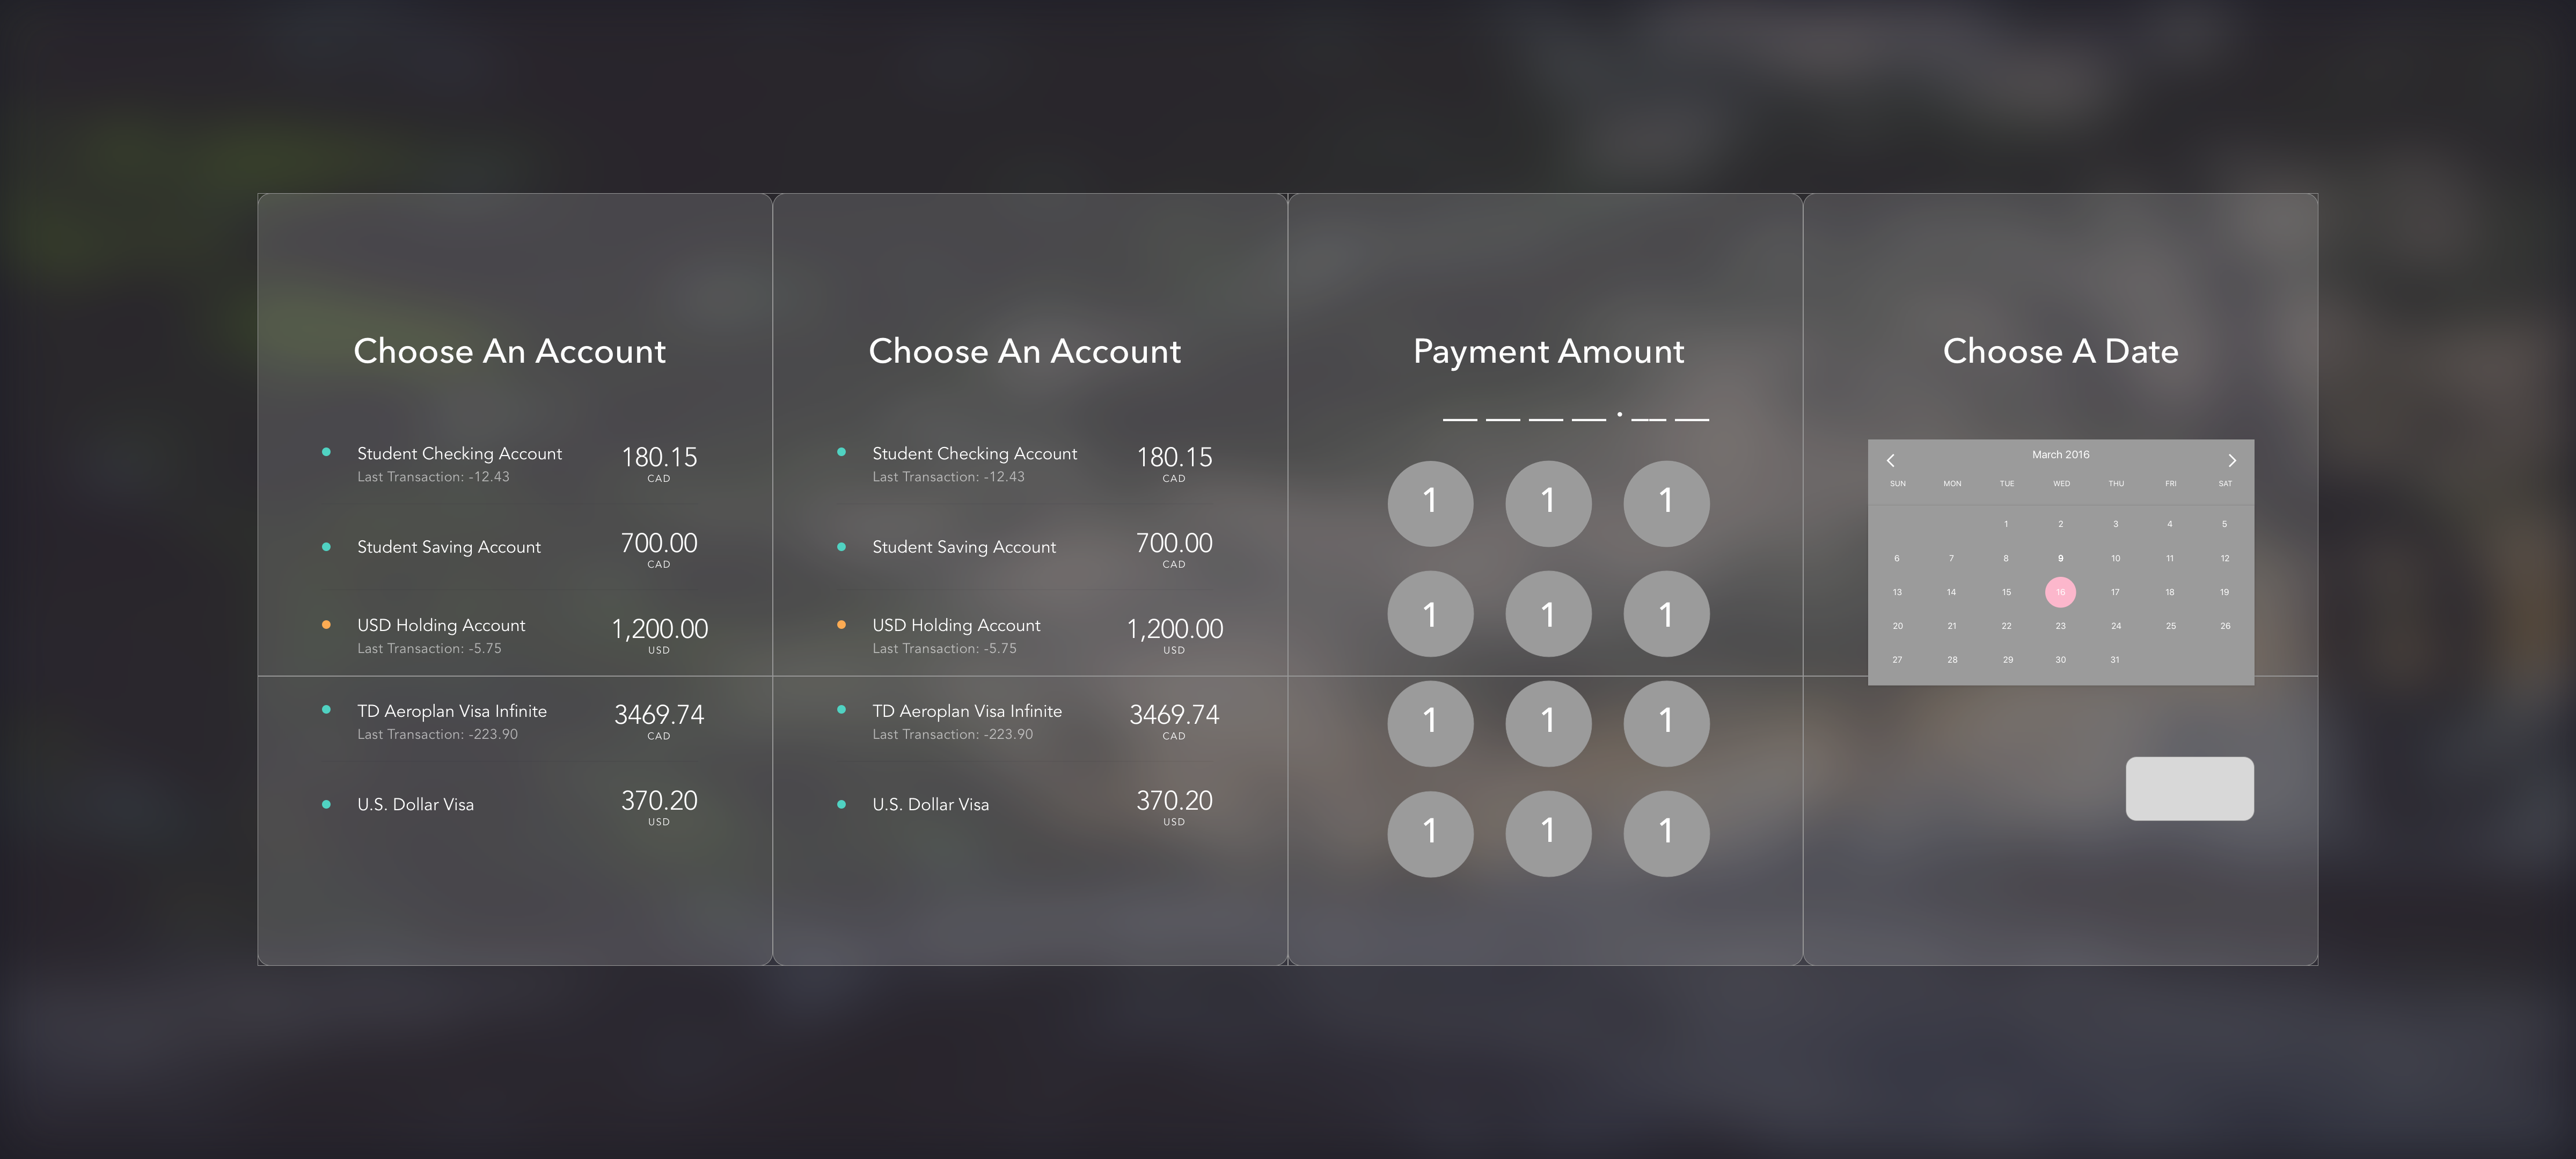 Choose An Account
Student Checking Account
180.15
Last Transaction: -12.43
CAD
Student Saving Account
700.00
CAD
USD Holding Account
1,200.00
Last Transaction: -5.75
USD
TD Aeroplan Visa Infinite
3469.74
Last Transaction: -223.90
CAD
U.S. Dollar Visa
370.20
USD
Choose An Account
Student Checking Account
180.15
Last Transaction: -12.43
CAD
Student Saving Account
700.00
CAD
USD Holding Account
1,200.00
Last Transaction: -5.75
USD
TD Aeroplan Visa Infinite
3469.74
Last Transaction: -223.90
CAD
U.S. Dollar Visa
370.20
USD
Payment Amount
1 1 1
1 1 1
1 1 1
1 1 1
Choose A Date
March 2016
SUN MON TUE WED THU FRI SAT
1 2 3 4 5
6 7 8 9 10 11 12
13 14 15 16 17 18 19
20 21 22 23 24 25 26
27 28 29 30 31